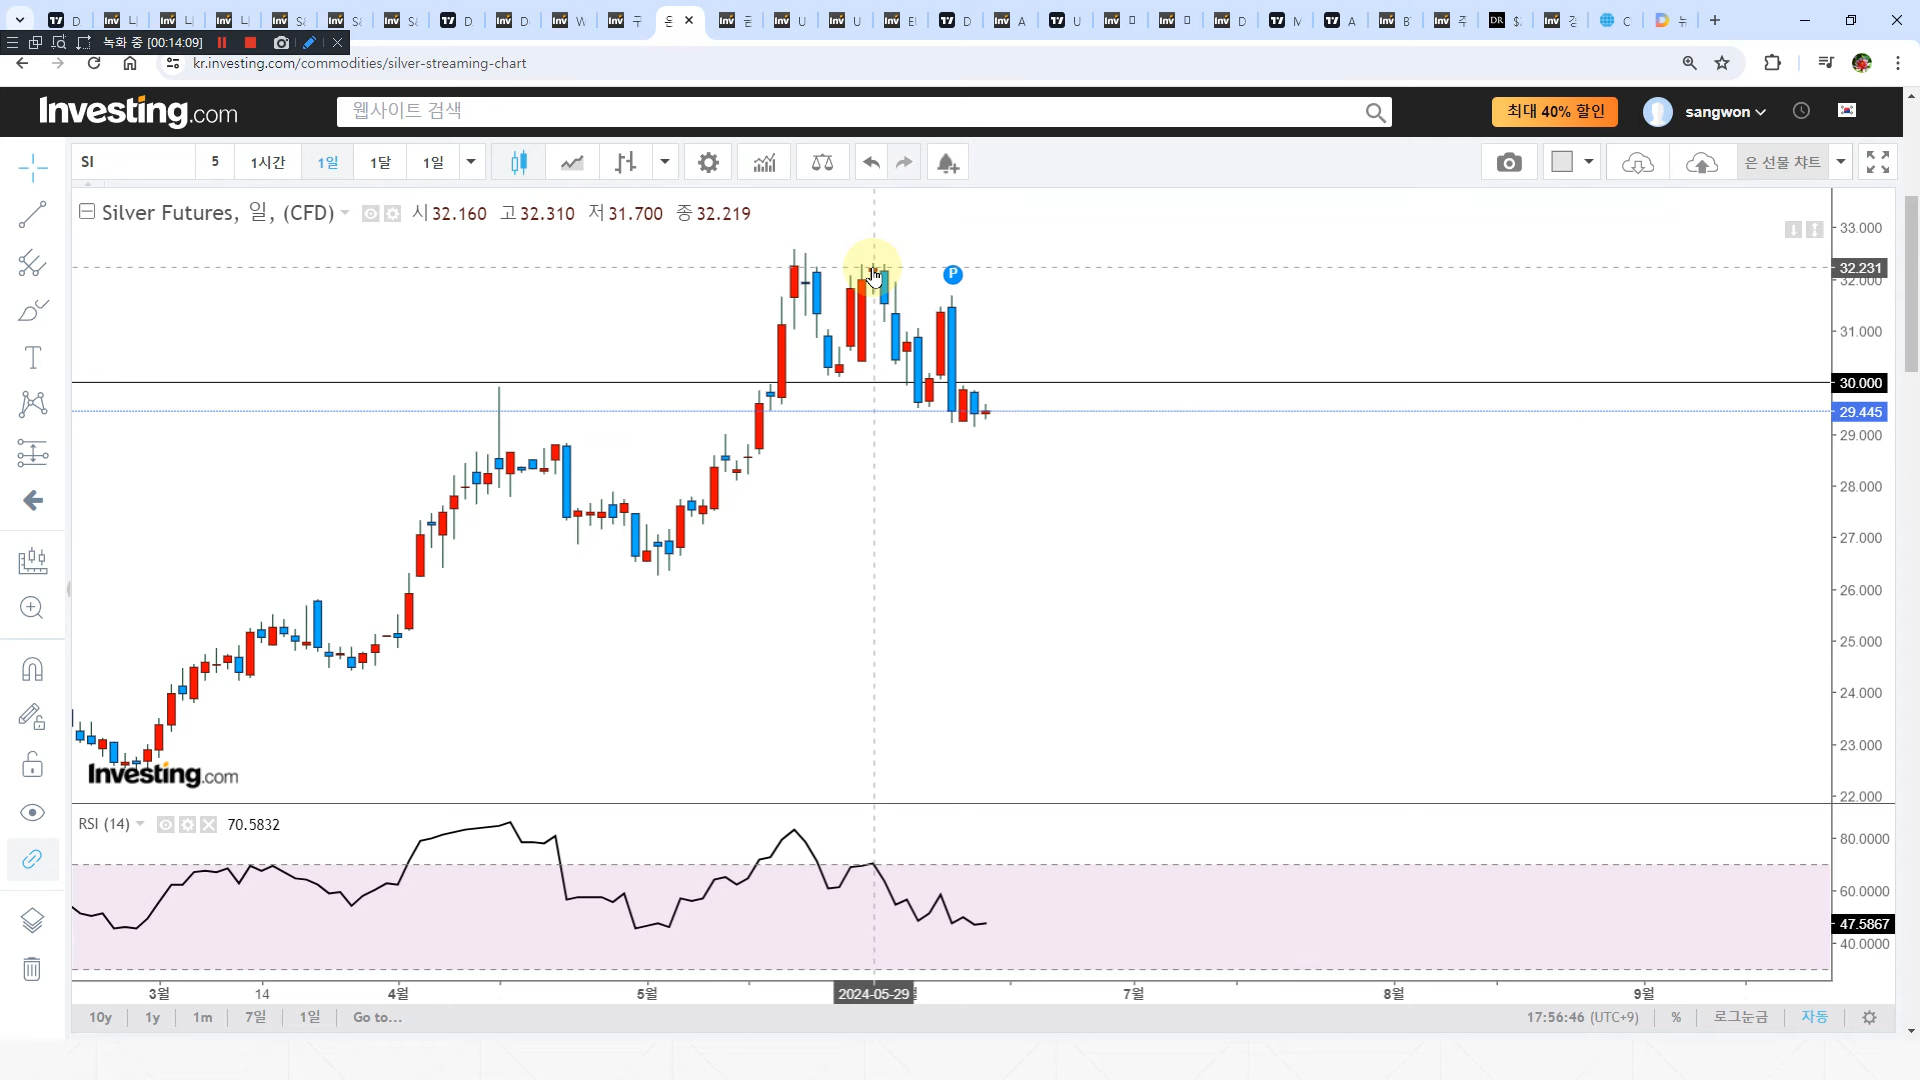 녹화 중 [00:14:09]
kr.investing.com/commodities/silver-streaming-chart
Investing.com
웹사이트 검색
최대 40% 할인
sangwon
SI
5
1시간
1일
1달
1일
은 선물 차트
Silver Futures, 일, (CFD)
시 32.160 고 32.310 저 31.700 종 32.219
P
33.000
32.231
32.000
31.000
30.000
29.445
29.000
28.000
27.000
26.000
25.000
24.000
23.000
22.000
Investing.com
RSI (14)
70.5832
80.0000
60.0000
47.5867
40.0000
3월
14
4월
5월
2024-05-29
7월
8월
9월
10y
1y
1m
7일
1일
Go to...
17:56:46 (UTC+9)
%
로그눈금
자동